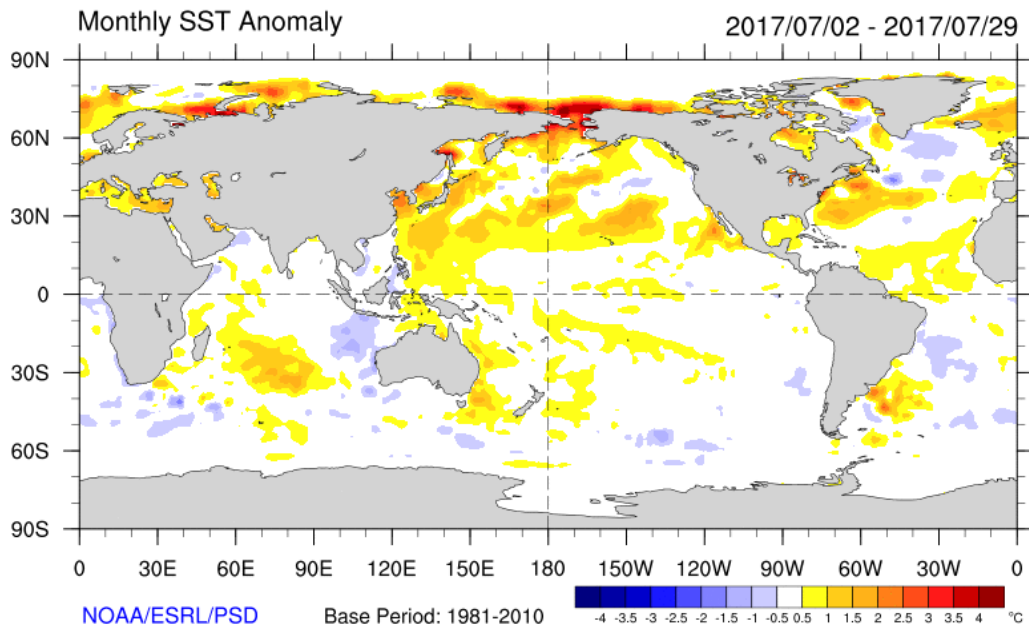 Monthly SST Anomaly 2017/07/02 - 2017/07/29
90N
60N
30N
0
30S
60S
90S
0 30E 60E 90E 120E 150E 180 150W 120W 90W 60W 30W 0
NOAA/ESRL/PSD Base Period: 1981-2010
-4 -3.5 -3 -2.5 -2 -1.5 -1 -0.5 0.5 1 1.5 2 2.5 3 3.5 4 °C